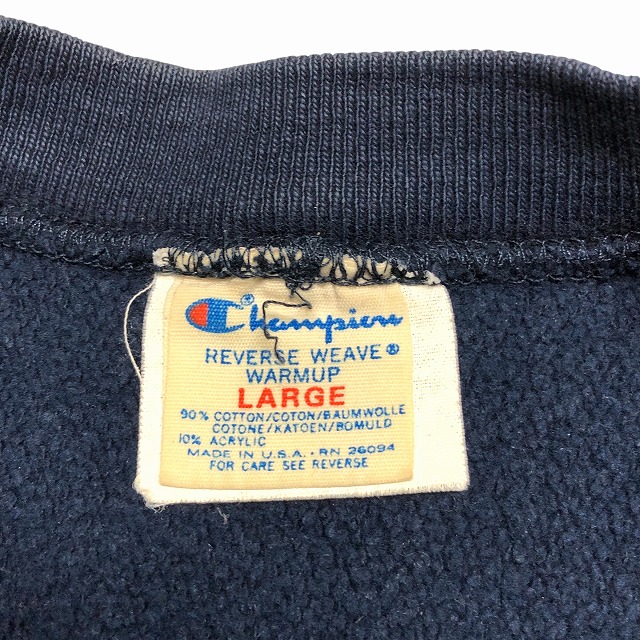 Champion®
REVERSE WEAVE®
WARMUP
LARGE
90% COTTON/COTON/BAUMWOLLE
COTONE/KATOEN/BOMULD
10% ACRYLIC
MADE IN U.S.A. • RN 26094
FOR CARE SEE REVERSE